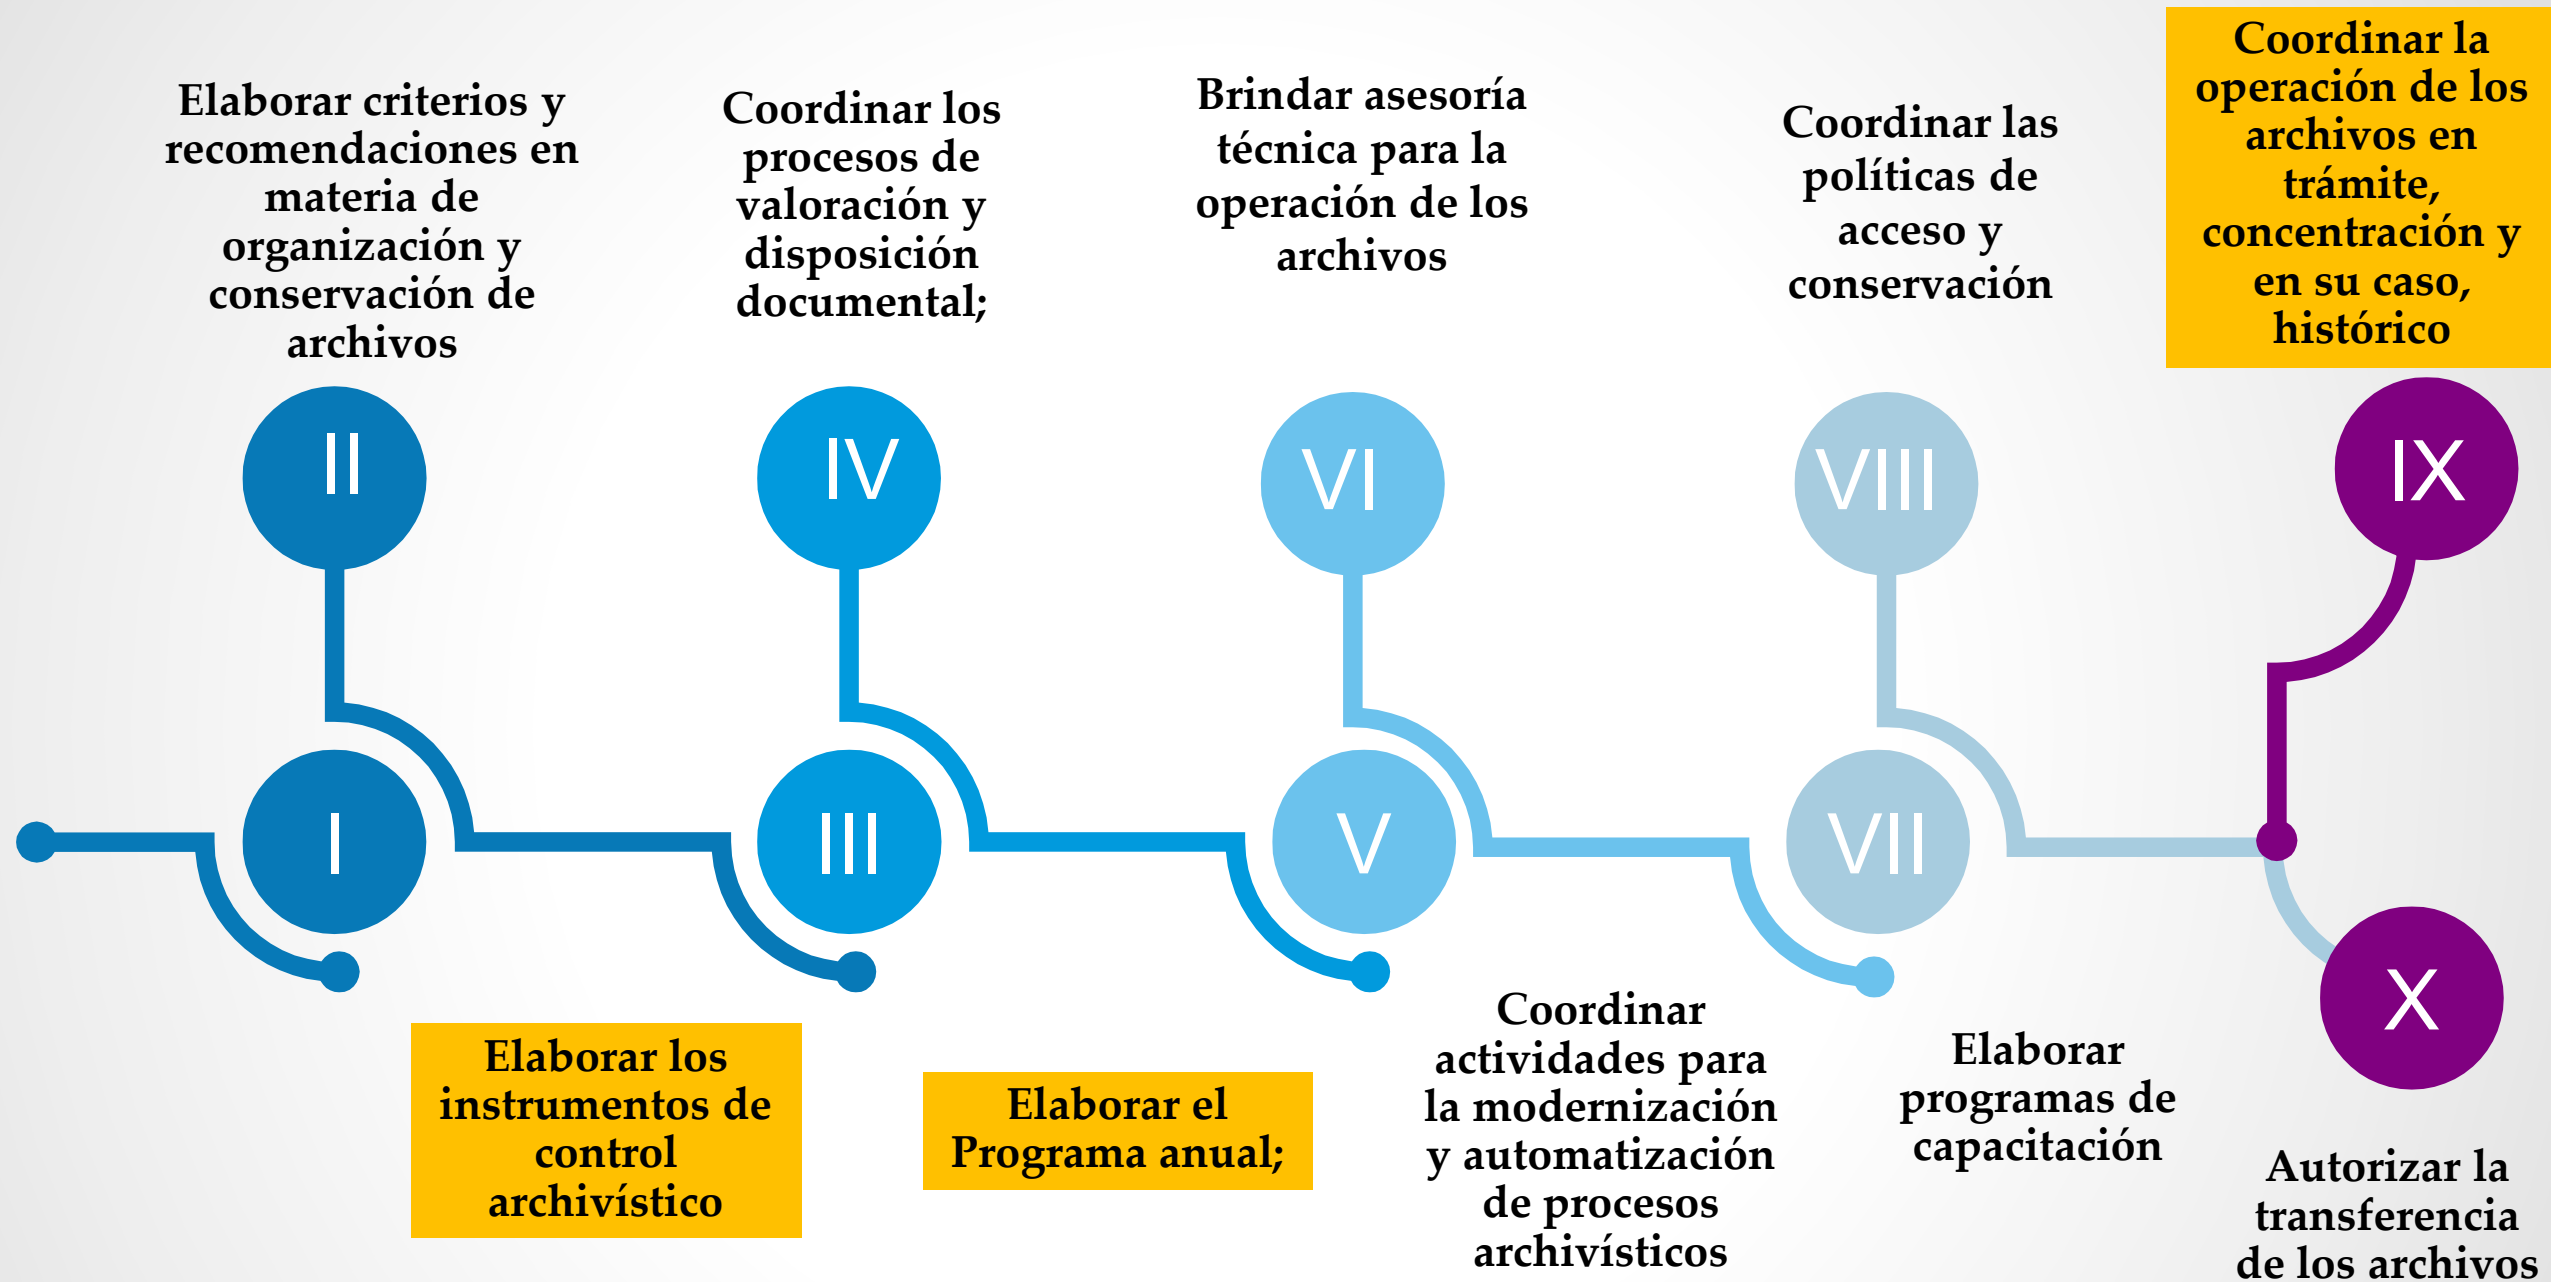 Elaborar criterios y
recomendaciones en
materia de
organización y
conservación de
archivos
Coordinar los
procesos de
valoración y
disposición
documental;
Brindar asesoría
técnica para la
operación de los
archivos
Coordinar las
políticas de
acceso y
conservación
Coordinar la
operación de los
archivos en
trámite,
concentración y
en su caso,
histórico
II
IV
VI
VIII
IX
I
III
V
VII
X
Elaborar los
instrumentos de
control
archivístico
Elaborar el
Programa anual;
Coordinar
actividades para
la modernización
y automatización
de procesos
archivísticos
Elaborar
programas de
capacitación
Autorizar la
transferencia
de los archivos